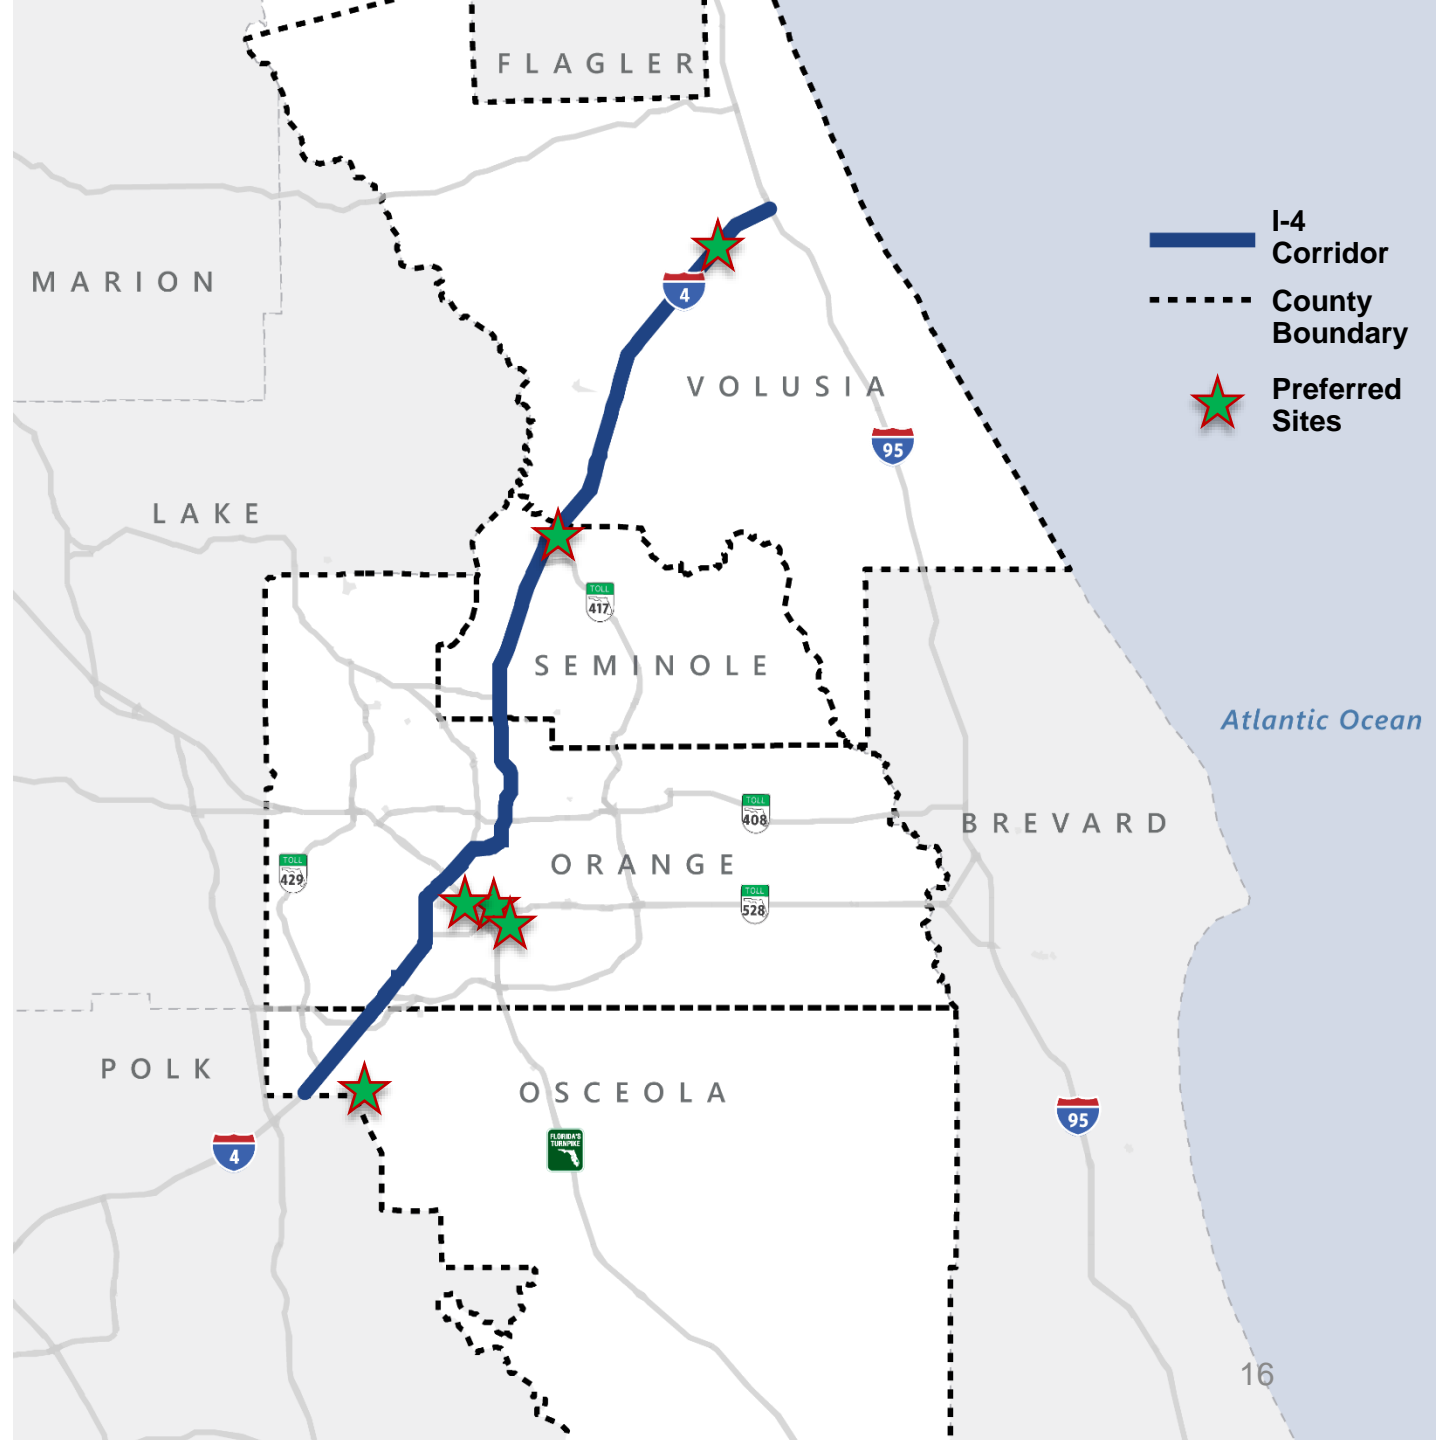 FLAGLER
I-4
Corridor
MARION
4
County
Boundary
VOLUSIA
Preferred
Sites
95
LAKE
TOLL
417
SEMINOLE
Atlantic Ocean
TOLL
408
BREVARD
ORANGE
TOLL
429
TOLL
528
POLK
OSCEOLA
95
4
FLORIDA'S
TURNPIKE
16